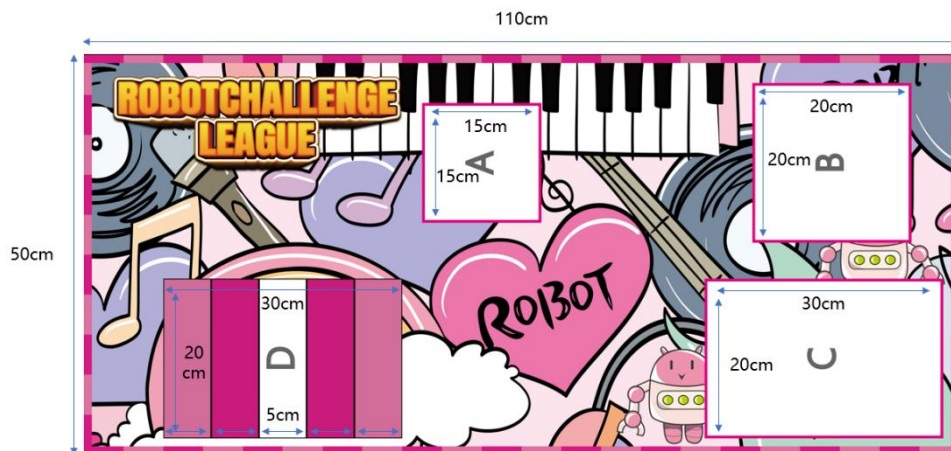 110cm
ROBOTCHALLENGE
LEAGUE
15cm
15cm
A
20cm
20cm
B
50cm
ROBOT
30cm
20
cm
D
5cm
30cm
20cm
C